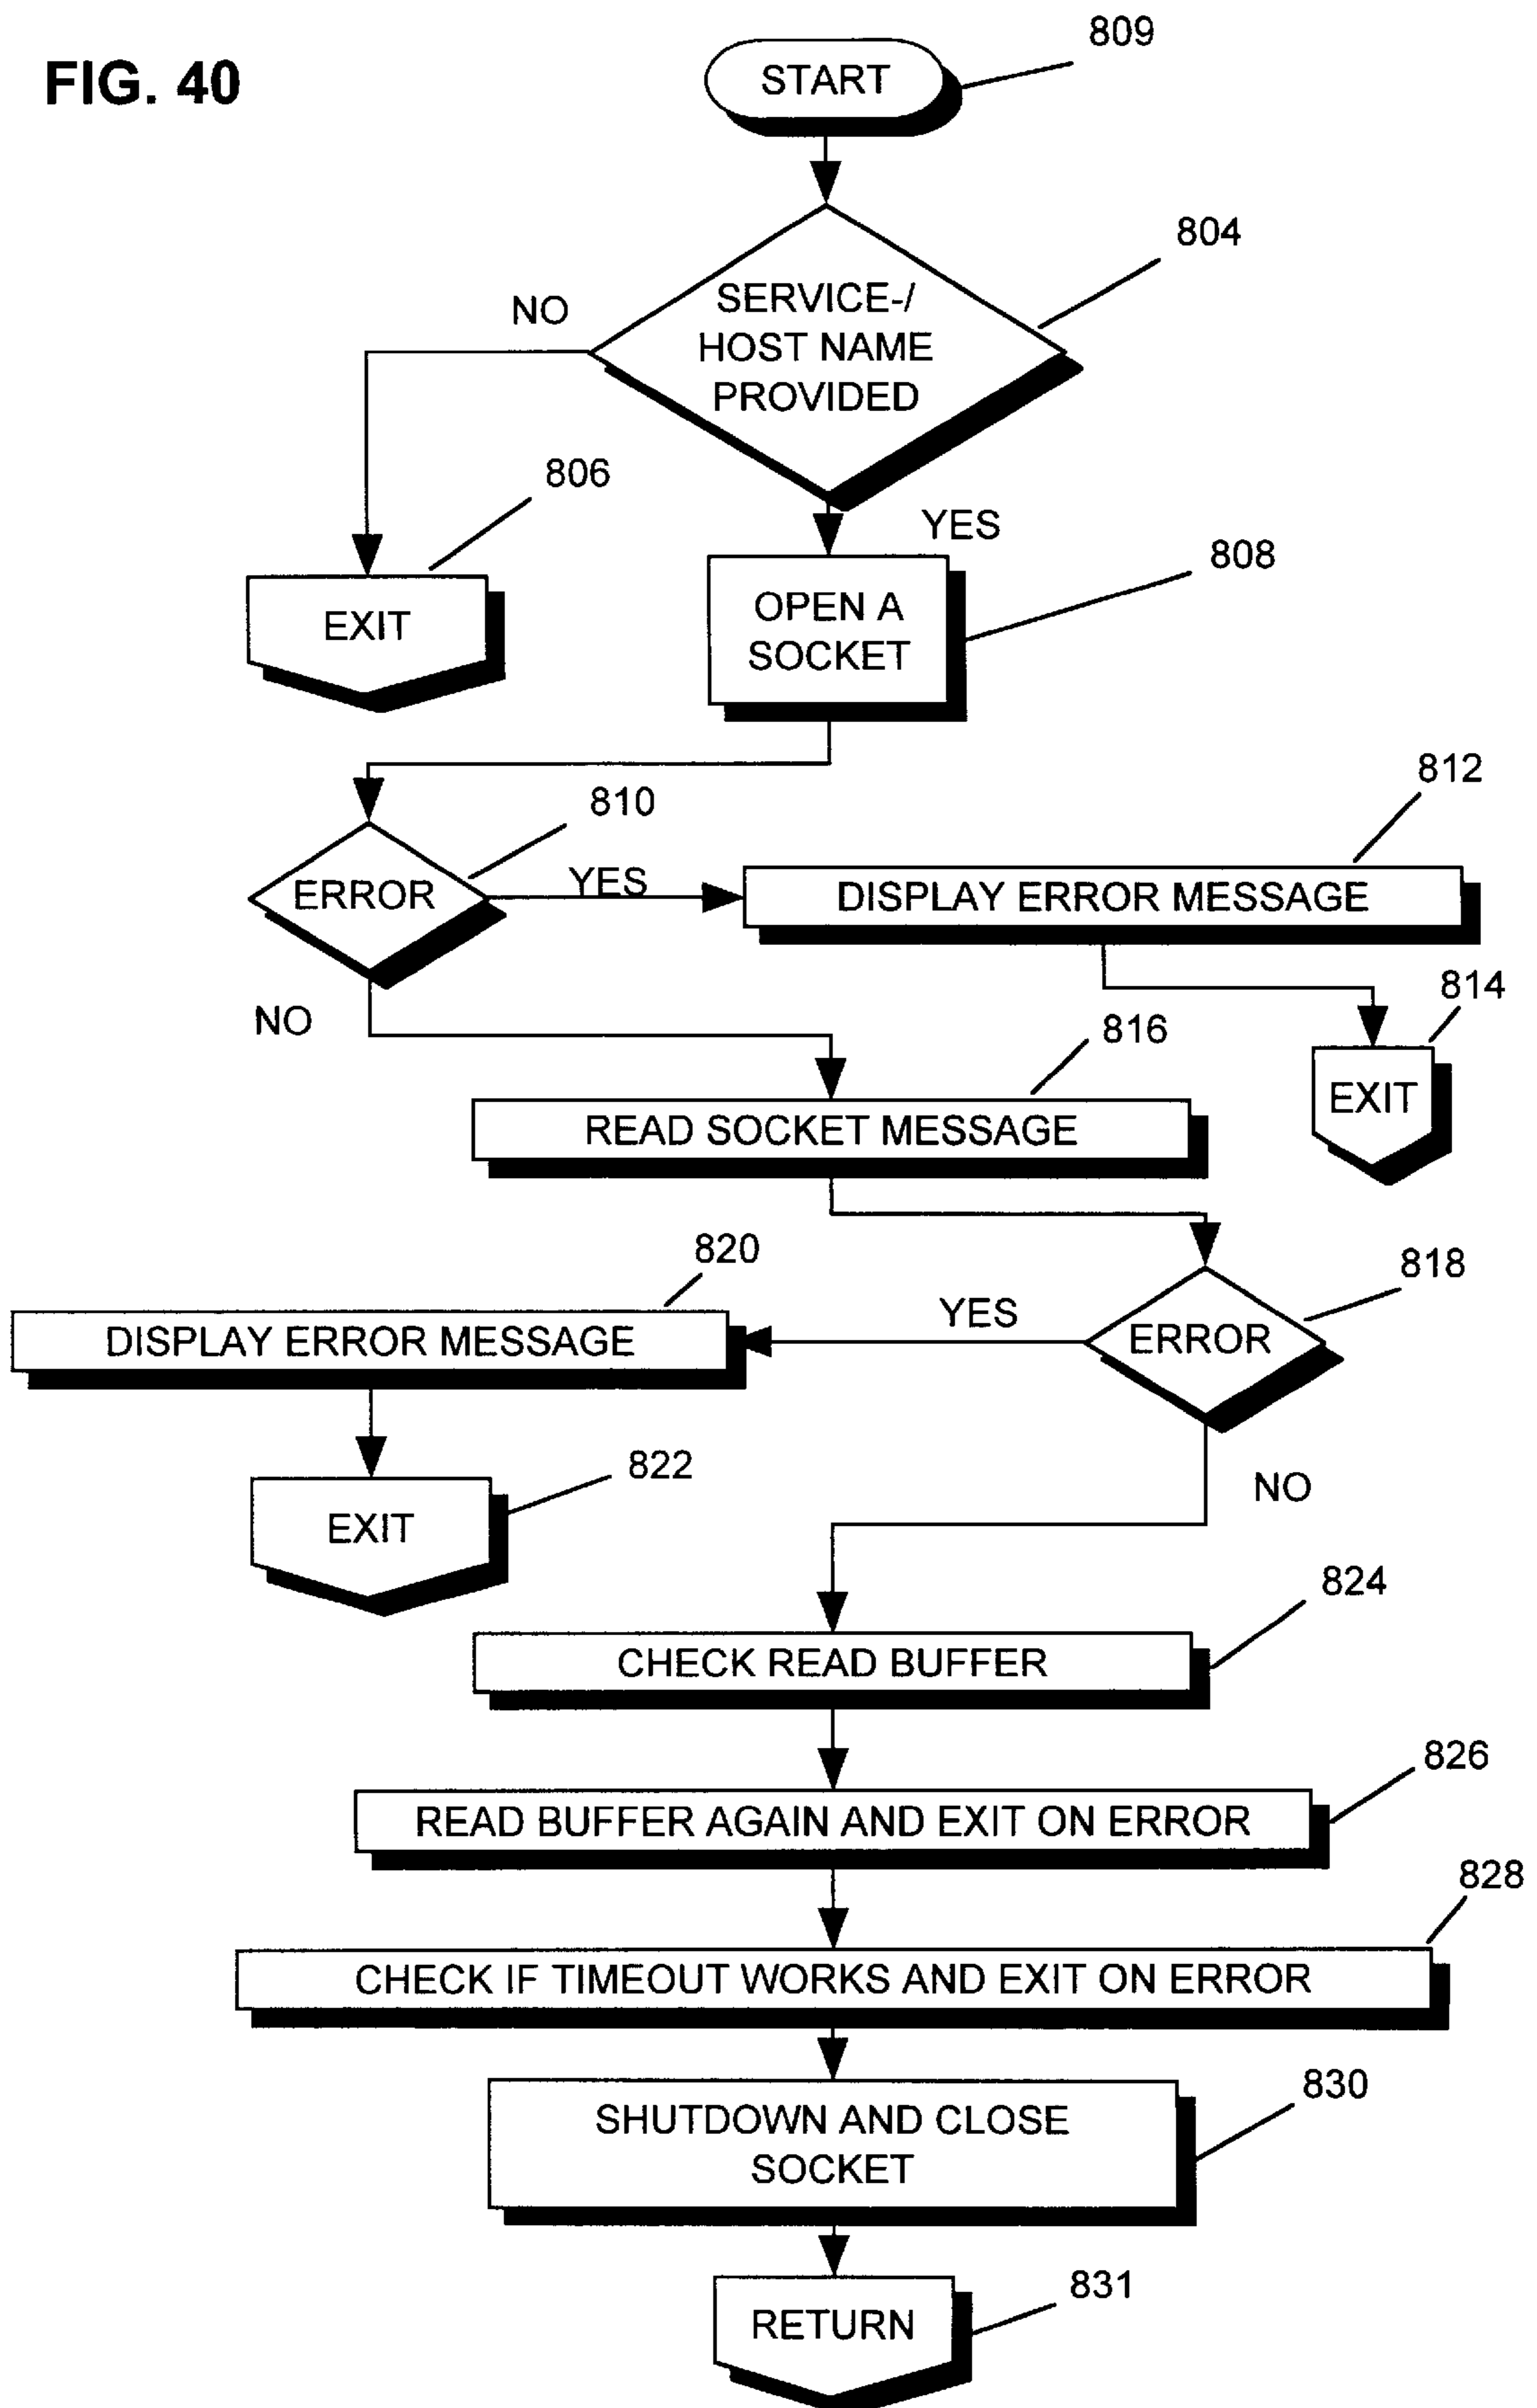 FIG. 40
809
START
804
SERVICE-/
HOST NAME
PROVIDED
NO
806
EXIT
YES
808
OPEN A
SOCKET
810
ERROR
YES
812
DISPLAY ERROR MESSAGE
814
EXIT
NO
816
READ SOCKET MESSAGE
818
ERROR
YES
820
DISPLAY ERROR MESSAGE
822
EXIT
NO
824
CHECK READ BUFFER
826
READ BUFFER AGAIN AND EXIT ON ERROR
828
CHECK IF TIMEOUT WORKS AND EXIT ON ERROR
830
SHUTDOWN AND CLOSE
SOCKET
831
RETURN